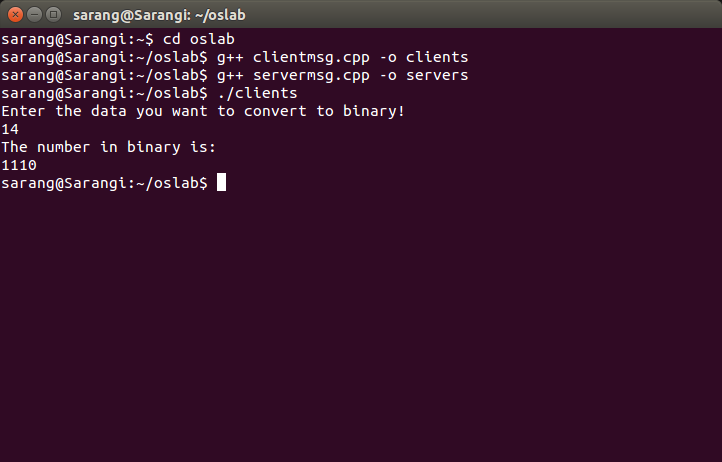 sarang@Sarangi: ~/oslab
sarang@Sarangi:~$ cd oslab
sarang@Sarangi:~/oslab$ g++ clientmsg.cpp -o clients
sarang@Sarangi:~/oslab$ g++ servermsg.cpp -o servers
sarang@Sarangi:~/oslab$ ./clients
Enter the data you want to convert to binary!
14
The number in binary is:
1110
sarang@Sarangi:~/oslab$